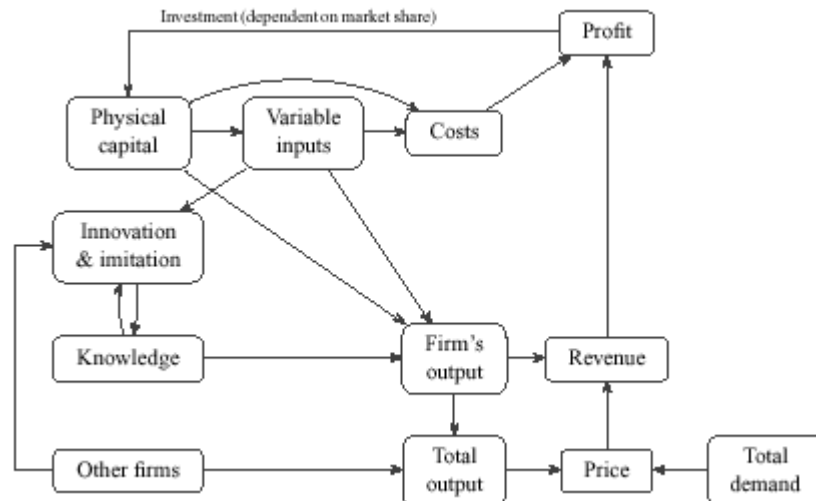 Investment (dependent on market share)
Profit
Physical
capital
Variable
inputs
Costs
Innovation
& imitation
Knowledge
Firm's
output
Revenue
Other firms
Total
output
Price
Total
demand